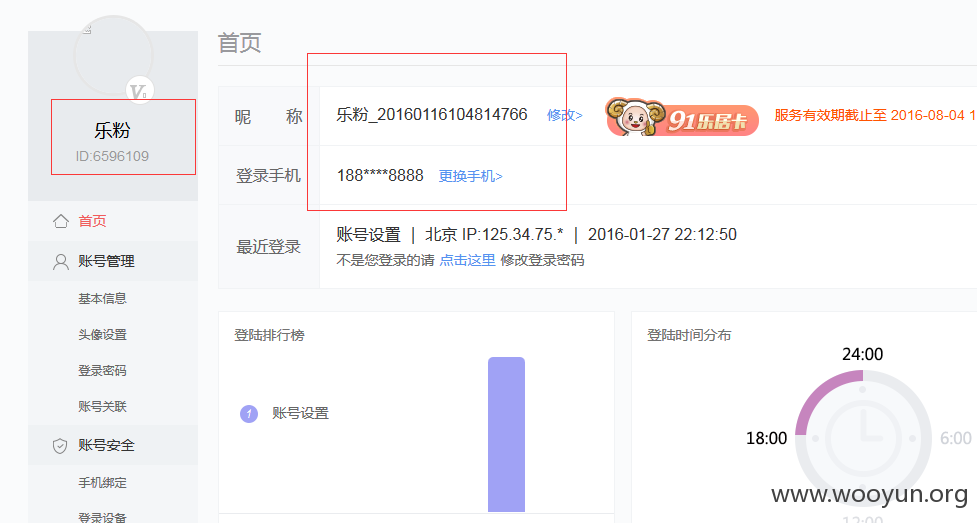 首页
乐粉
ID:6596109
首页
账号管理
基本信息
头像设置
登录密码
账号关联
账号安全
手机绑定
登录设备
昵 称 乐粉_20160116104814766 修改> 91乐居卡 服务有效期截止至 2016-08-04 1
登录手机 188****8888 更换手机>
最近登录 账号设置 | 北京 IP:125.34.75.* | 2016-01-27 22:12:50
不是您登录的请 点击这里 修改登录密码
登陆排行榜
1 账号设置
登陆时间分布
24:00
18:00 6:00
12:00
www.wooyun.org